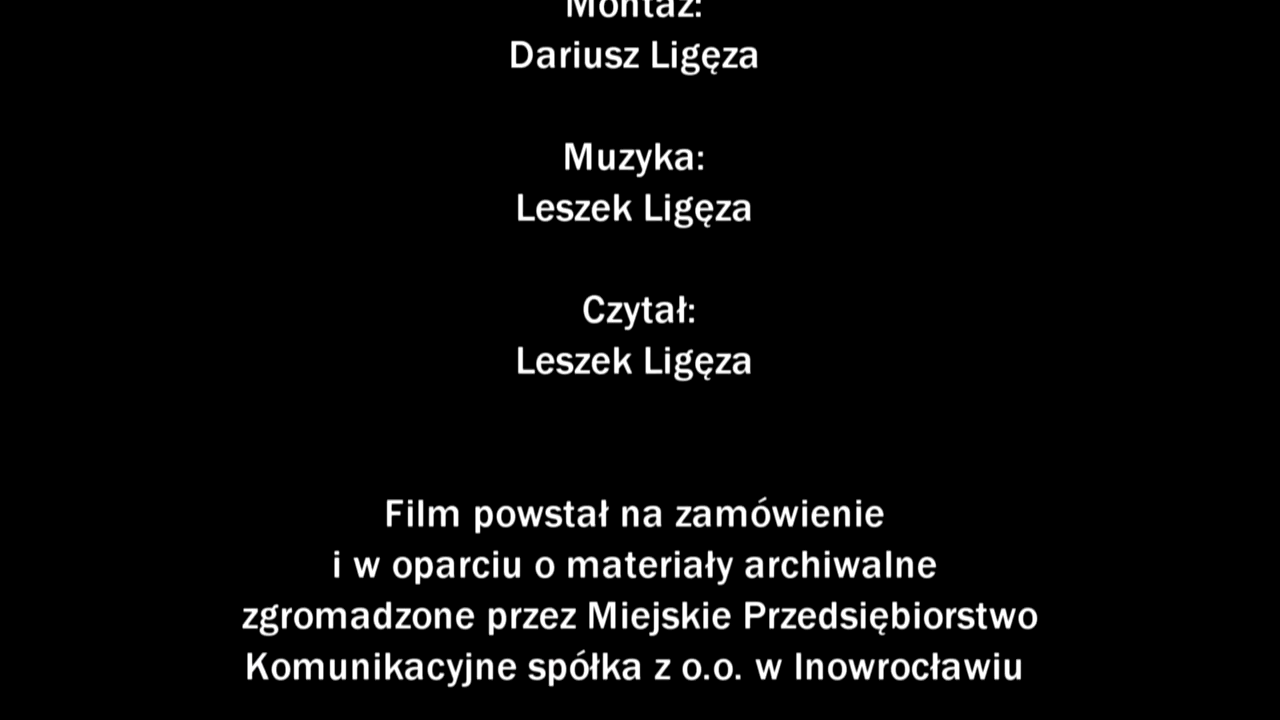 Montaż:
Dariusz Ligęza
Muzyka:
Leszek Ligęza
Czytał:
Leszek Ligęza
Film powstał na zamówienie
i w oparciu o materiały archiwalne
zgromadzone przez Miejskie Przedsiębiorstwo
Komunikacyjne spółka z o.o. w Inowrocławiu